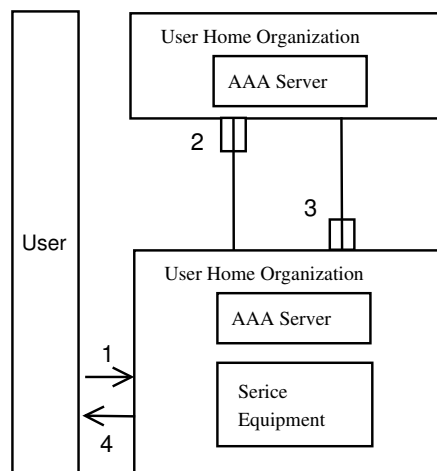 User Home Organization
AAA Server
2
3
User
User Home Organization
AAA Server
1
Serice
Equipment
4